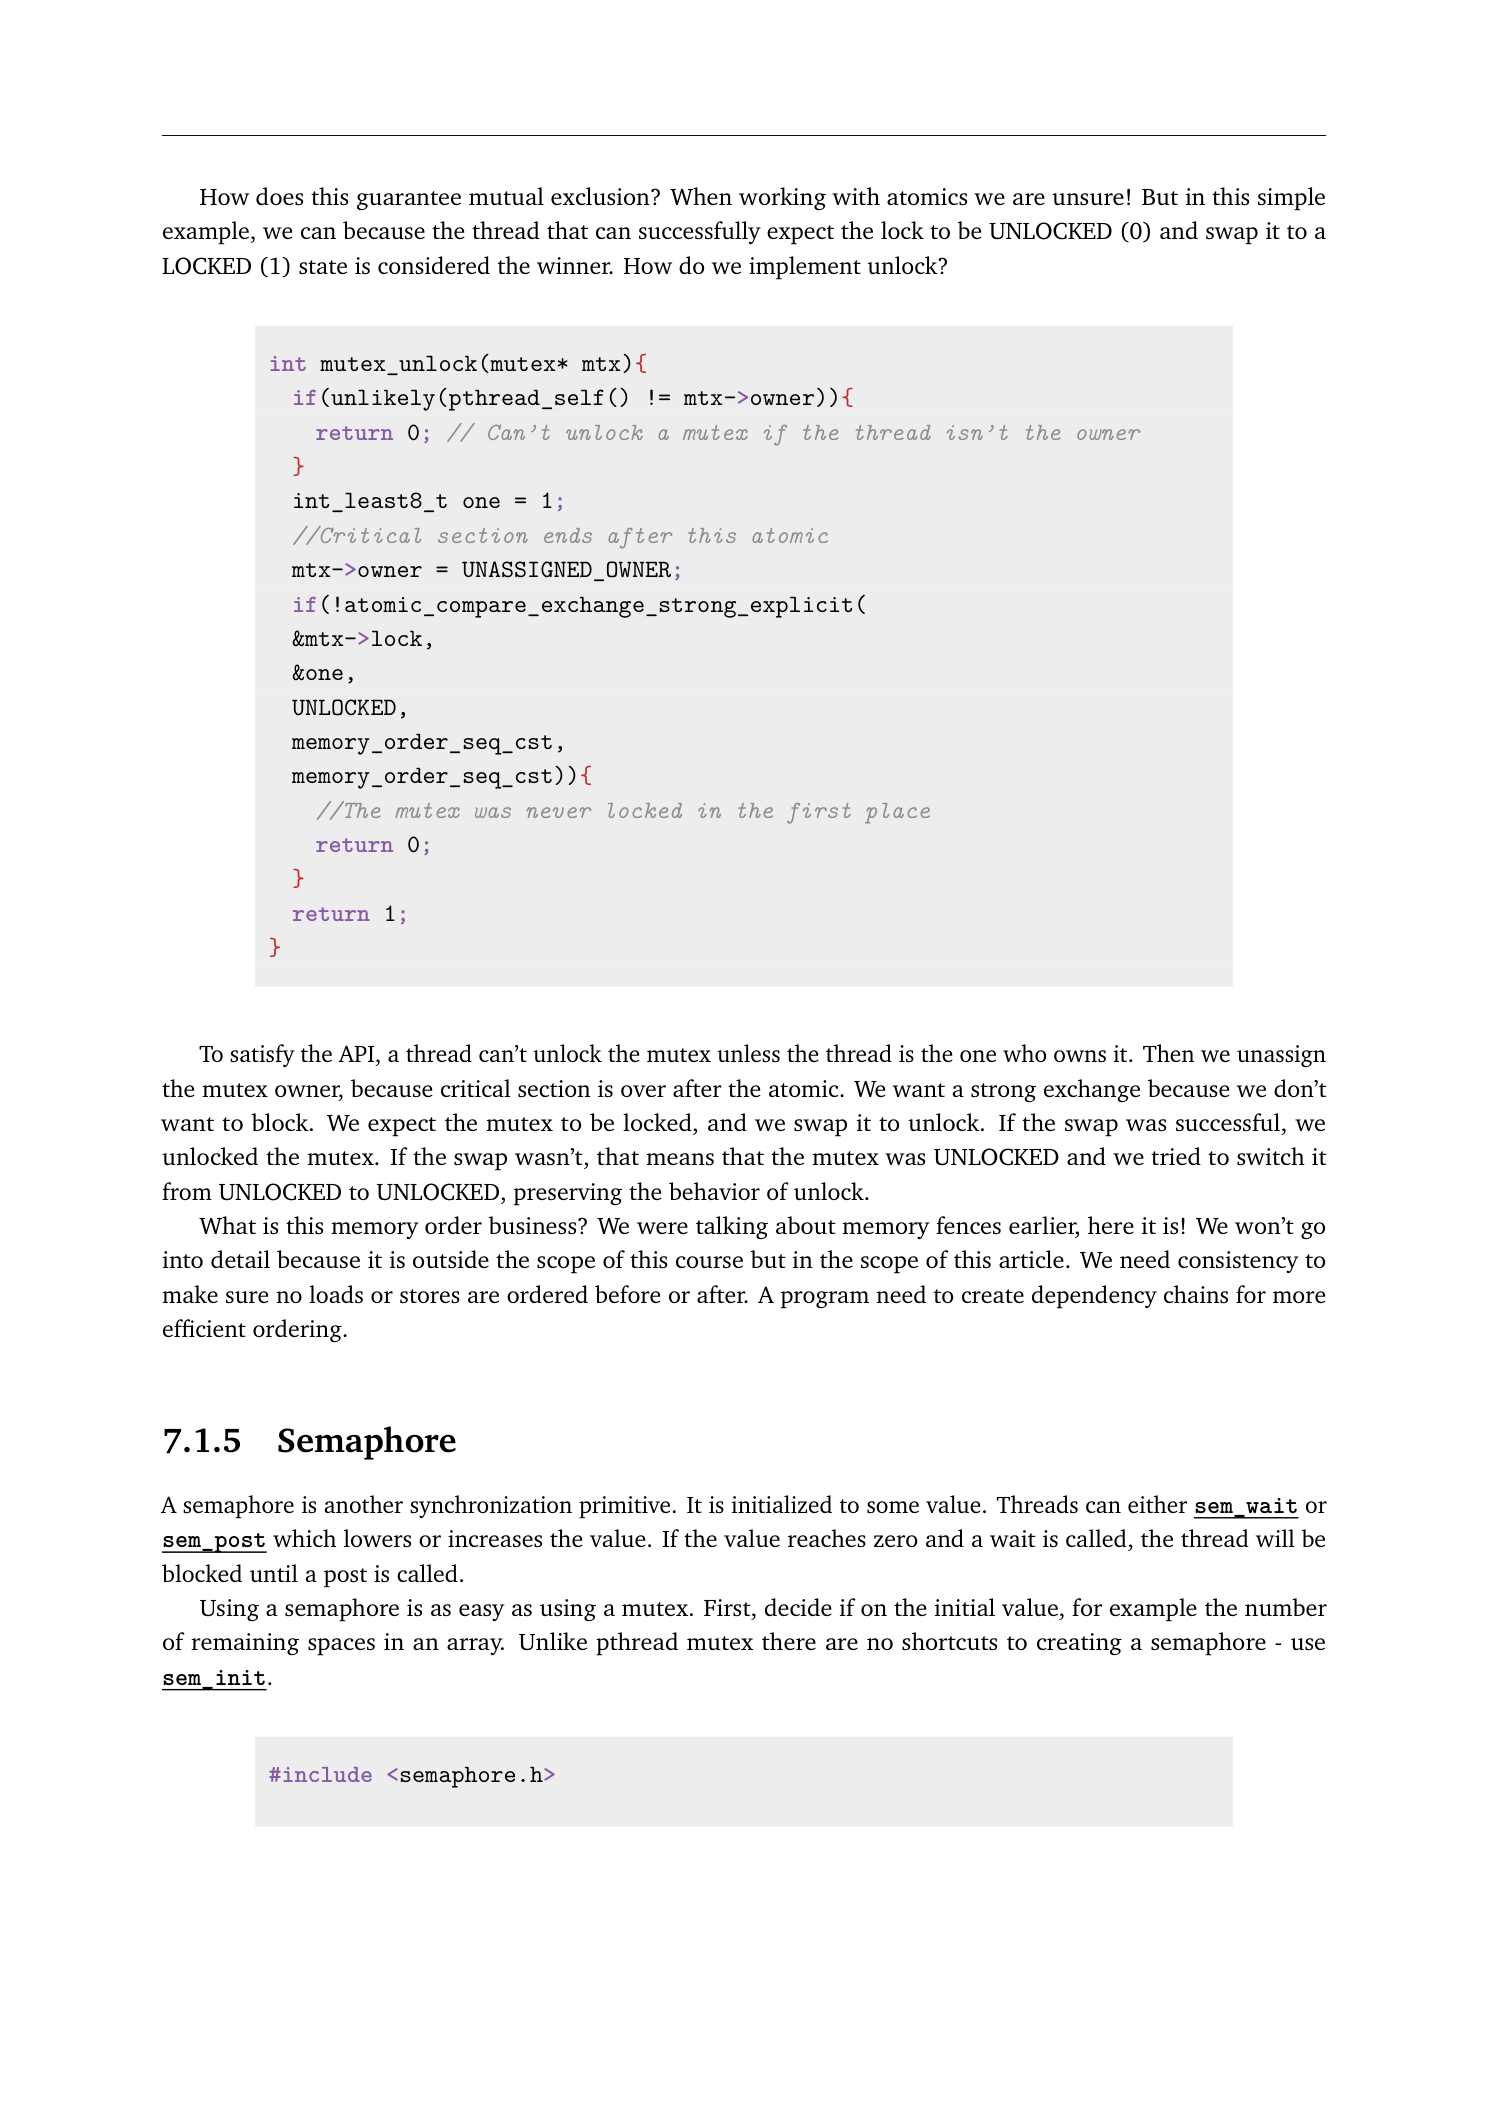 How does this guarantee mutual exclusion? When working with atomics we are unsure! But in this simple
example, we can because the thread that can successfully expect the lock to be UNLOCKED (0) and swap it to a
LOCKED (1) state is considered the winner. How do we implement unlock?
int mutex_unlock(mutex* mtx){
if(unlikely(pthread_self() != mtx->owner)){
return 0; // Can't unlock a mutex if the thread isn't the owner
}
int_least8_t one = 1;
//Critical section ends after this atomic
mtx->owner = UNASSIGNED_OWNER;
if(!atomic_compare_exchange_strong_explicit(
&mtx->lock,
&one,
UNLOCKED,
memory_order_seq_cst,
memory_order_seq_cst)){
//The mutex was never locked in the first place
return 0;
}
return 1;
}
To satisfy the API, a thread can't unlock the mutex unless the thread is the one who owns it. Then we unassign
the mutex owner, because critical section is over after the atomic. We want a strong exchange because we don't
want to block. We expect the mutex to be locked, and we swap it to unlock. If the swap was successful, we
unlocked the mutex. If the swap wasn't, that means that the mutex was UNLOCKED and we tried to switch it
from UNLOCKED to UNLOCKED, preserving the behavior of unlock.
What is this memory order business? We were talking about memory fences earlier, here it is! We won't go
into detail because it is outside the scope of this course but in the scope of this article. We need consistency to
make sure no loads or stores are ordered before or after. A program need to create dependency chains for more
efficient ordering.
7.1.5 Semaphore
A semaphore is another synchronization primitive. It is initialized to some value. Threads can either sem_wait or
sem_post which lowers or increases the value. If the value reaches zero and a wait is called, the thread will be
blocked until a post is called.
Using a semaphore is as easy as using a mutex. First, decide if on the initial value, for example the number
of remaining spaces in an array. Unlike pthread mutex there are no shortcuts to creating a semaphore - use
sem_init.
#include <semaphore.h>